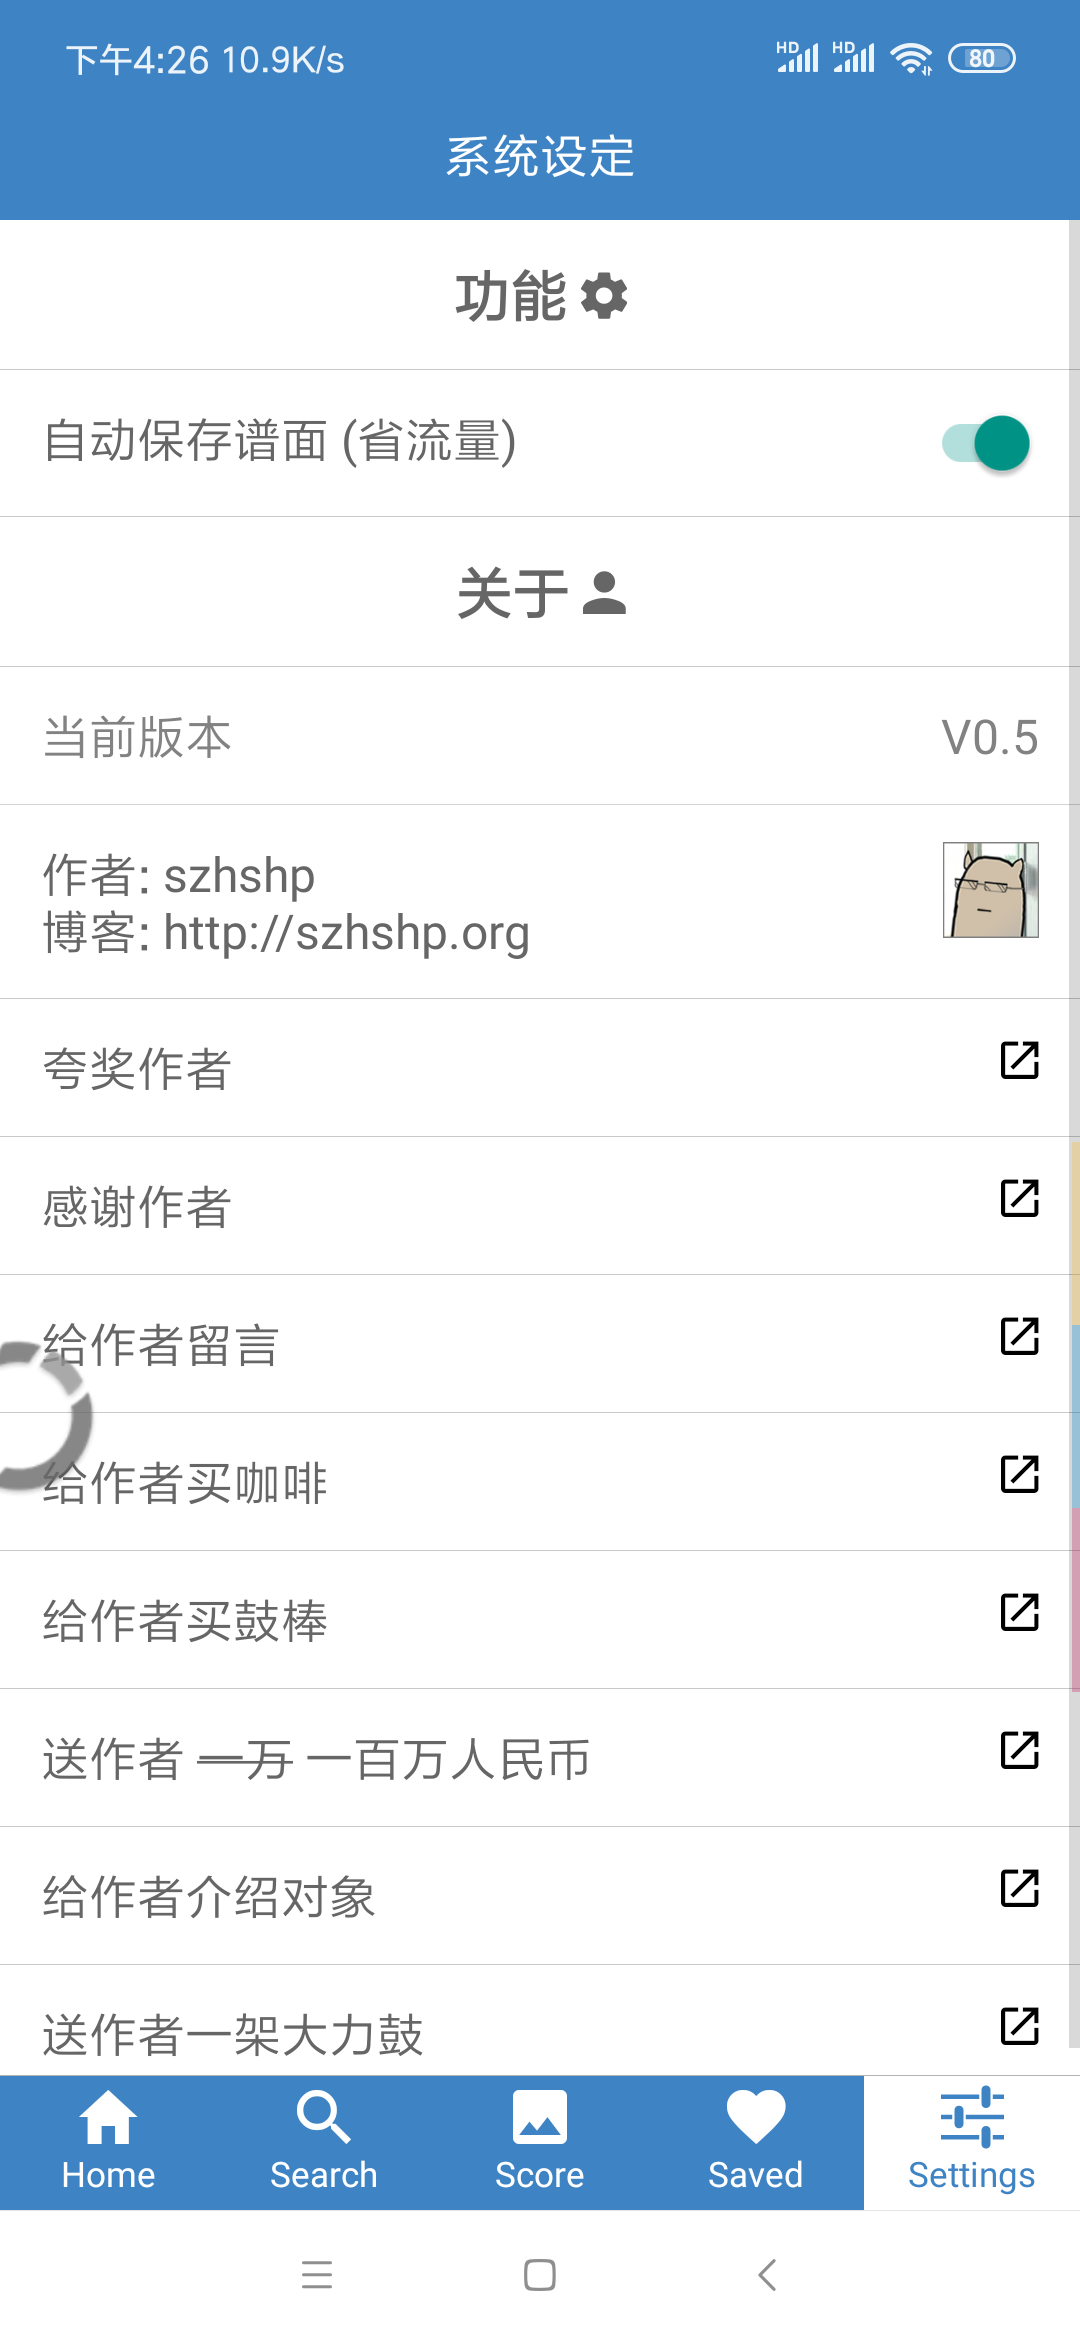 下午4:26 10.9K/s
HD HD 80
系统设定
功能
自动保存谱面 (省流量)
关于
当前版本 V0.5
作者: szhshp
博客: http://szhshp.org
夸奖作者
感谢作者
给作者留言
给作者买咖啡
给作者买鼓棒
送作者 一万 一百万人民币
给作者介绍对象
送作者一架大力鼓
Home Search Score Saved Settings